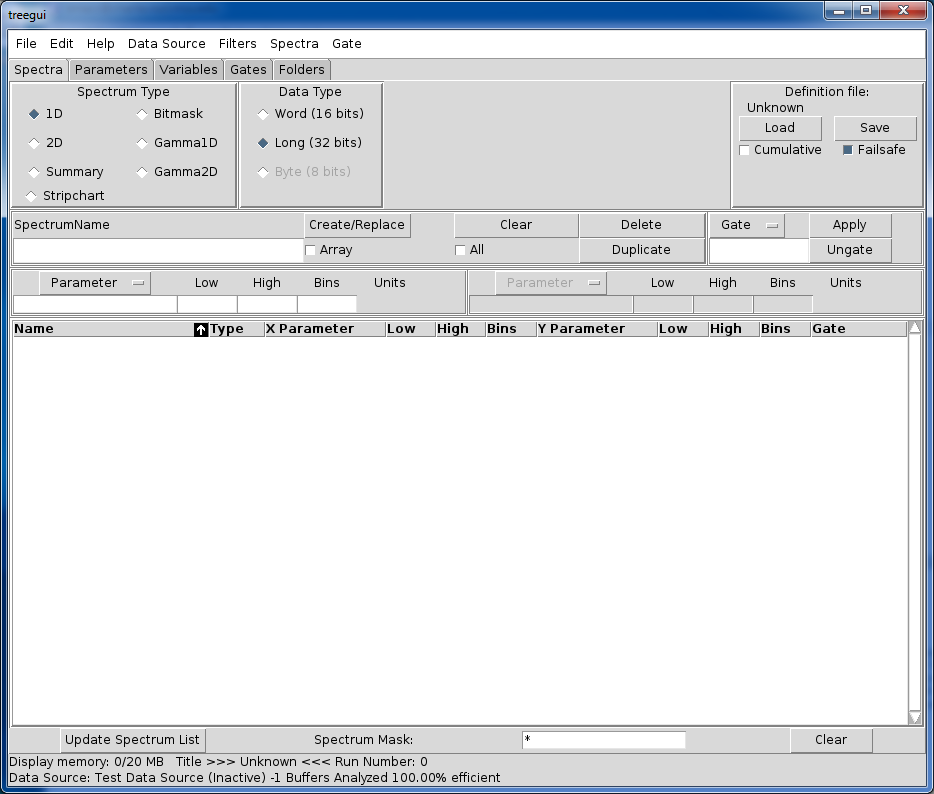 treegui
File Edit Help Data Source Filters Spectra Gate
Spectra Parameters Variables Gates Folders
Spectrum Type Data Type Definition file:
Unknown
1D Bitmask Word (16 bits)
Load Save
2D Gamma1D Long (32 bits)
Cumulative Failsafe
Summary Gamma2D Byte (8 bits)
Stripchart
SpectrumName Create/Replace Clear Delete Gate Apply
Array All Duplicate Ungate
Parameter Low High Bins Units Parameter Low High Bins Units
Name Type X Parameter Low High Bins Y Parameter Low High Bins Gate
Update Spectrum List Spectrum Mask: * Clear
Display memory: 0/20 MB Title >>> Unknown <<< Run Number: 0
Data Source: Test Data Source (Inactive) -1 Buffers Analyzed 100.00% efficient